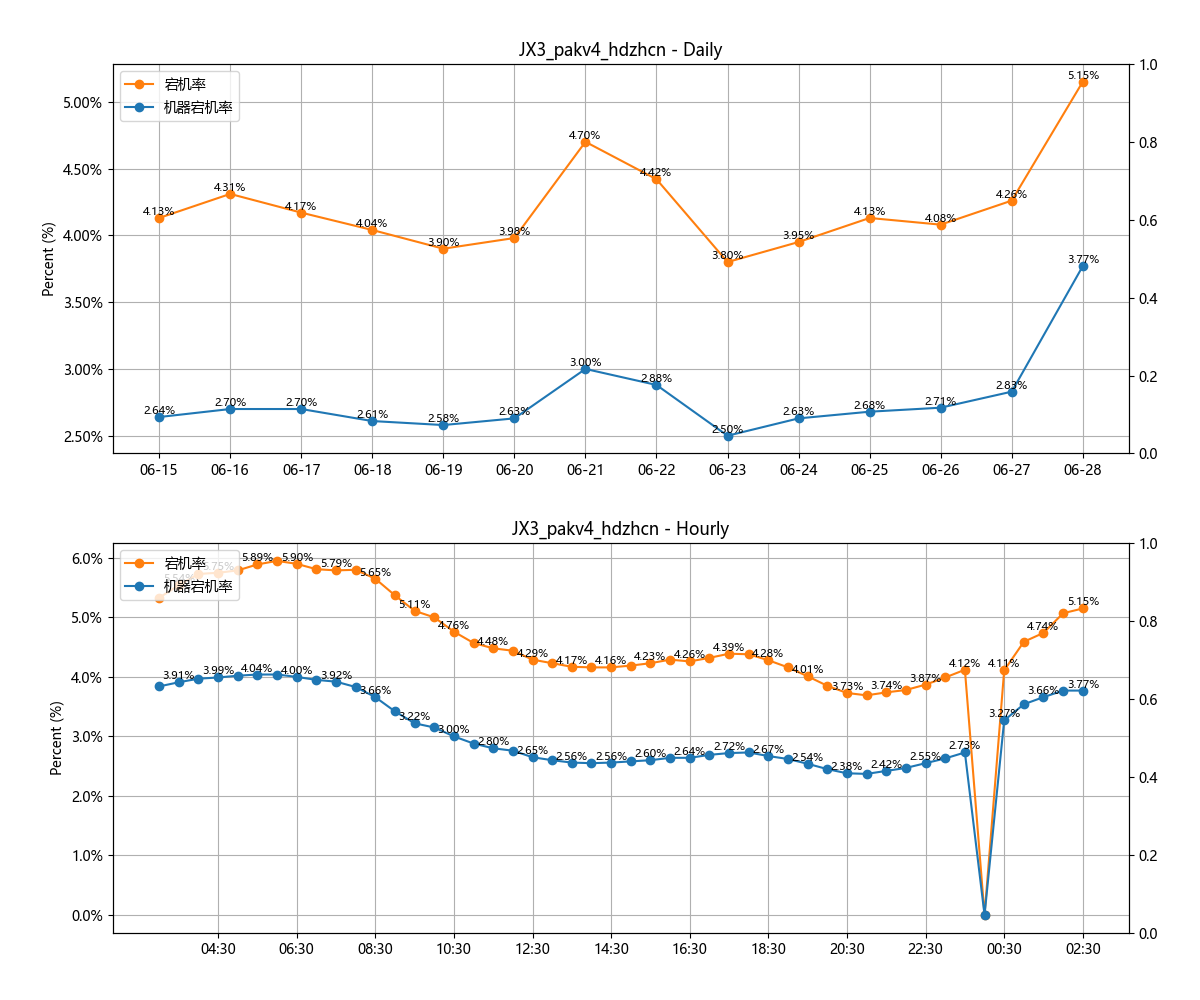 JX3_pakv4_hdzhcn - Daily
宕机率
机器宕机率
Percent (%)
5.00%
4.50%
4.00%
3.50%
3.00%
2.50%
1.0
0.8
0.6
0.4
0.2
0.0
4.13% 4.31% 4.17% 4.04% 3.90% 3.98% 4.70% 4.42% 3.80% 3.95% 4.13% 4.08% 4.26% 5.15%
2.64% 2.70% 2.70% 2.61% 2.58% 2.63% 3.00% 2.88% 2.50% 2.63% 2.68% 2.71% 2.83% 3.77%
06-15 06-16 06-17 06-18 06-19 06-20 06-21 06-22 06-23 06-24 06-25 06-26 06-27 06-28
JX3_pakv4_hdzhcn - Hourly
宕机率
机器宕机率
Percent (%)
6.0%
5.0%
4.0%
3.0%
2.0%
1.0%
0.0%
1.0
0.8
0.6
0.4
0.2
0.0
5.75% 5.89% 5.90% 5.79% 5.65% 5.11% 4.76% 4.48% 4.29% 4.17% 4.16% 4.23% 4.26% 4.39% 4.28% 4.01% 3.73% 3.74% 3.87% 4.12% 4.11% 4.74% 5.15%
3.91% 3.99% 4.04% 4.00% 3.92% 3.66% 3.22% 3.00% 2.80% 2.65% 2.56% 2.56% 2.60% 2.64% 2.72% 2.67% 2.54% 2.38% 2.42% 2.55% 2.73% 3.27% 3.66% 3.77%
04:30 06:30 08:30 10:30 12:30 14:30 16:30 18:30 20:30 22:30 00:30 02:30